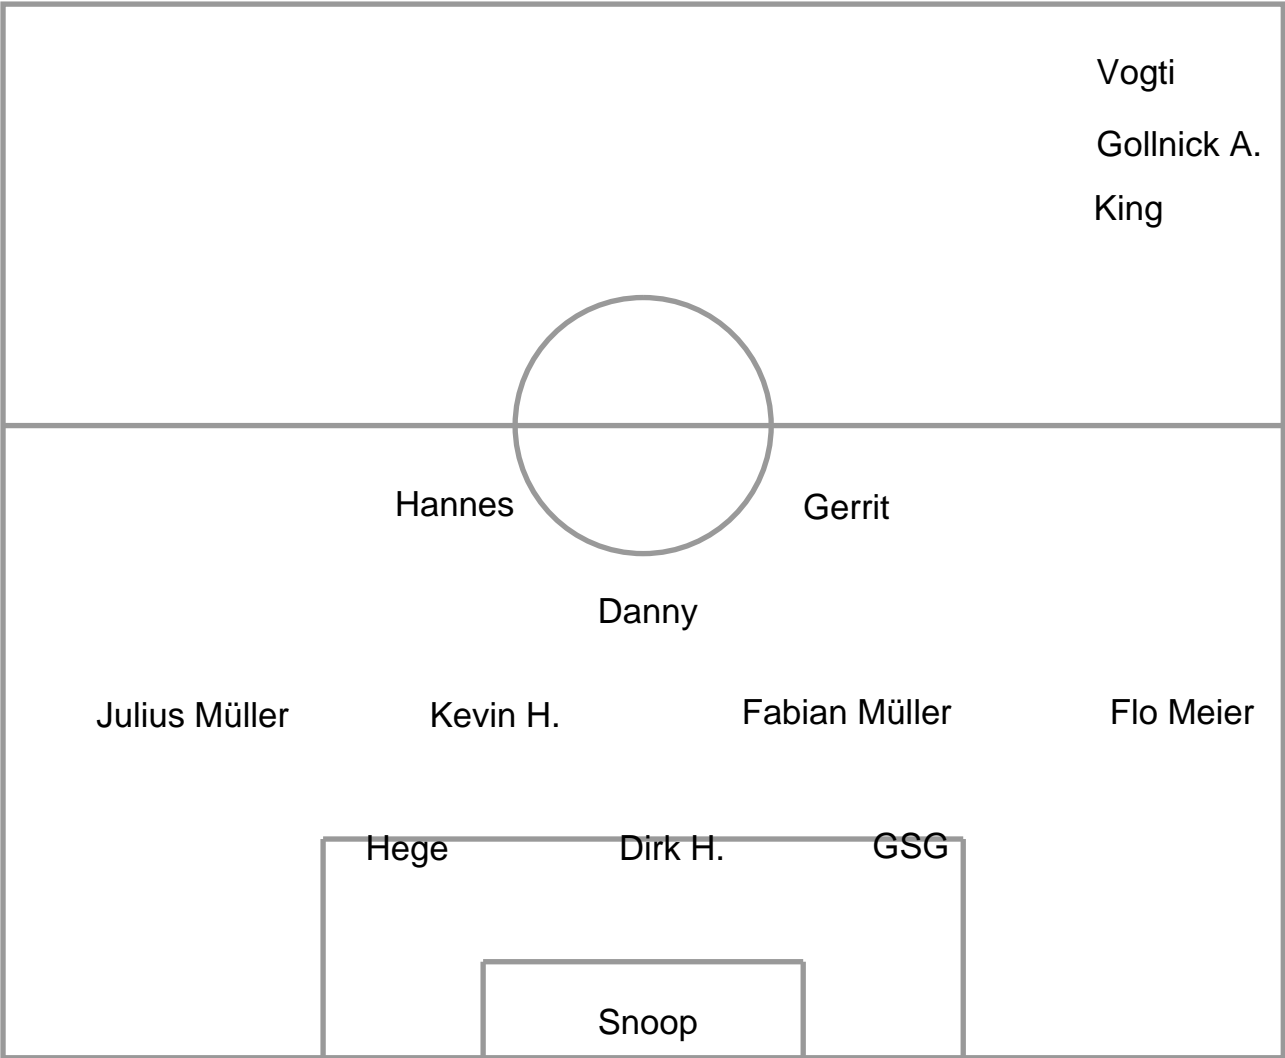 Vogti
Gollnick A.
King
Hannes
Gerrit
Danny
Julius Müller
Kevin H.
Fabian Müller
Flo Meier
Hege
Dirk H.
GSG
Snoop